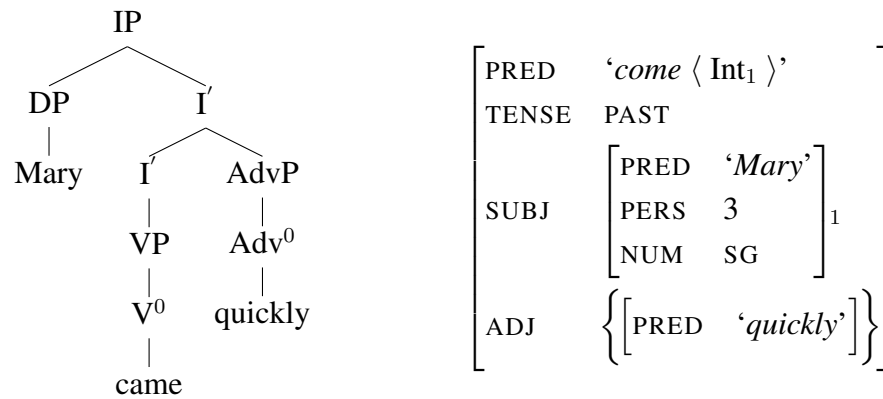 IP
DP I′
Mary I′ AdvP
VP Adv⁰
V⁰ quickly
came
PRED ‘come ⟨ Int₁ ⟩’
TENSE PAST
SUBJ [PRED ‘Mary’
PERS 3
NUM SG]₁
ADJ {[PRED ‘quickly’]}